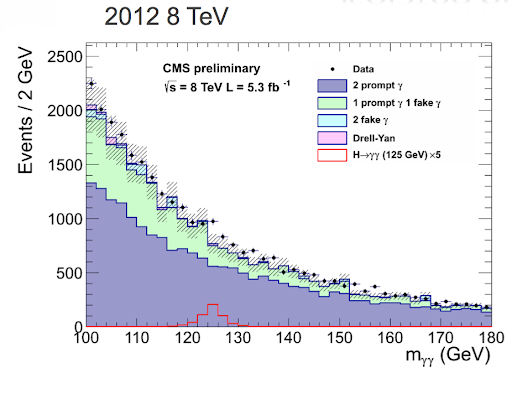 2012 8 TeV
Events / 2 GeV
2500
2000
1500
1000
500
0
CMS preliminary
√s = 8 TeV L = 5.3 fb -1
Data
2 prompt γ
1 prompt γ 1 fake γ
2 fake γ
Drell-Yan
H→γγ (125 GeV) ×5
100 110 120 130 140 150 160 170 180
mγγ (GeV)